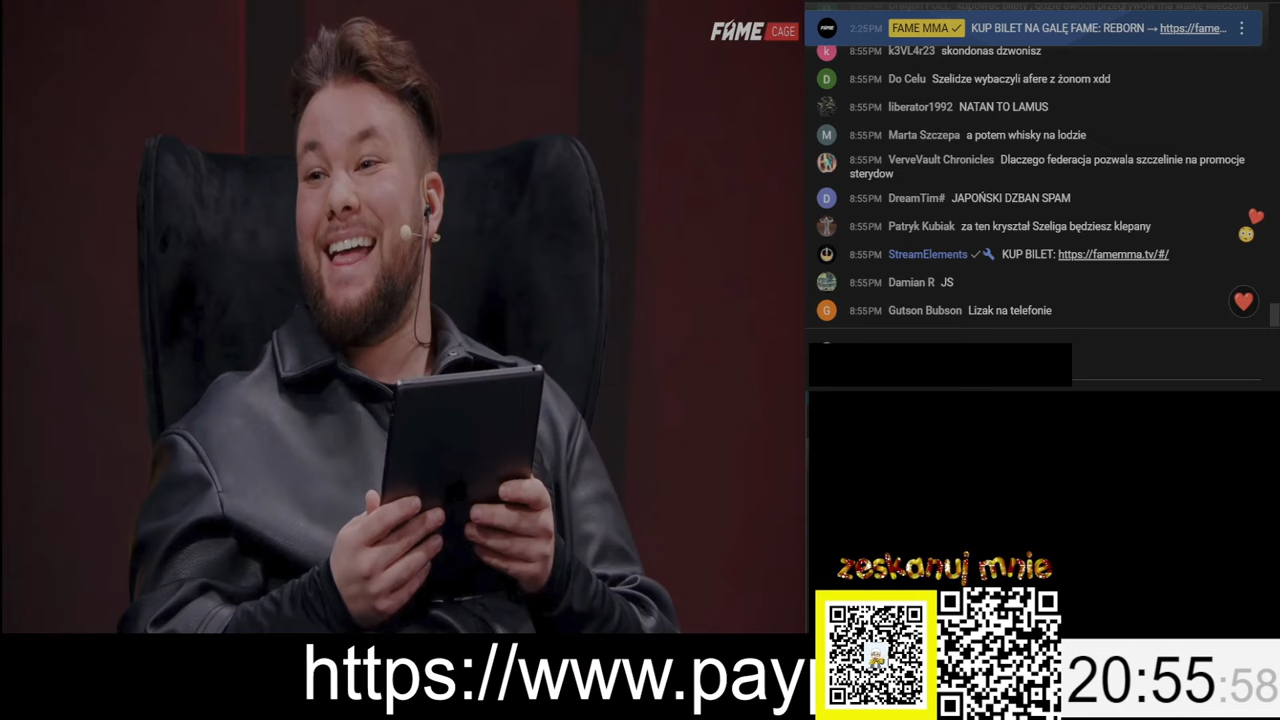 FAME CAGE
2:25PM FAME MMA KUP BILET NA GALĘ FAME: REBORN → https://fame...
k
8:55PM k3VL4r23 skondonas dzwonisz
D
8:55PM Do Celu Szelidze wybaczyli afere z żonom xdd
8:55PM liberator1992 NATAN TO LAMUS
M
8:55PM Marta Szczepa a potem whisky na lodzie
8:55PM VerveVault Chronicles Dlaczego federacja pozwala szczelinie na promocje
sterydow
D
8:55PM DreamTim# JAPOŃSKI DZBAN SPAM
8:55PM Patryk Kubiak za ten kryształ Szeliga będziesz klepany
8:55PM StreamElements KUP BILET: https://famemma.tv/#/
8:55PM Damian R JS
G
8:55PM Gutson Bubson Lizak na telefonie
zeskanuj mnie
https://www.payp
20:55:58